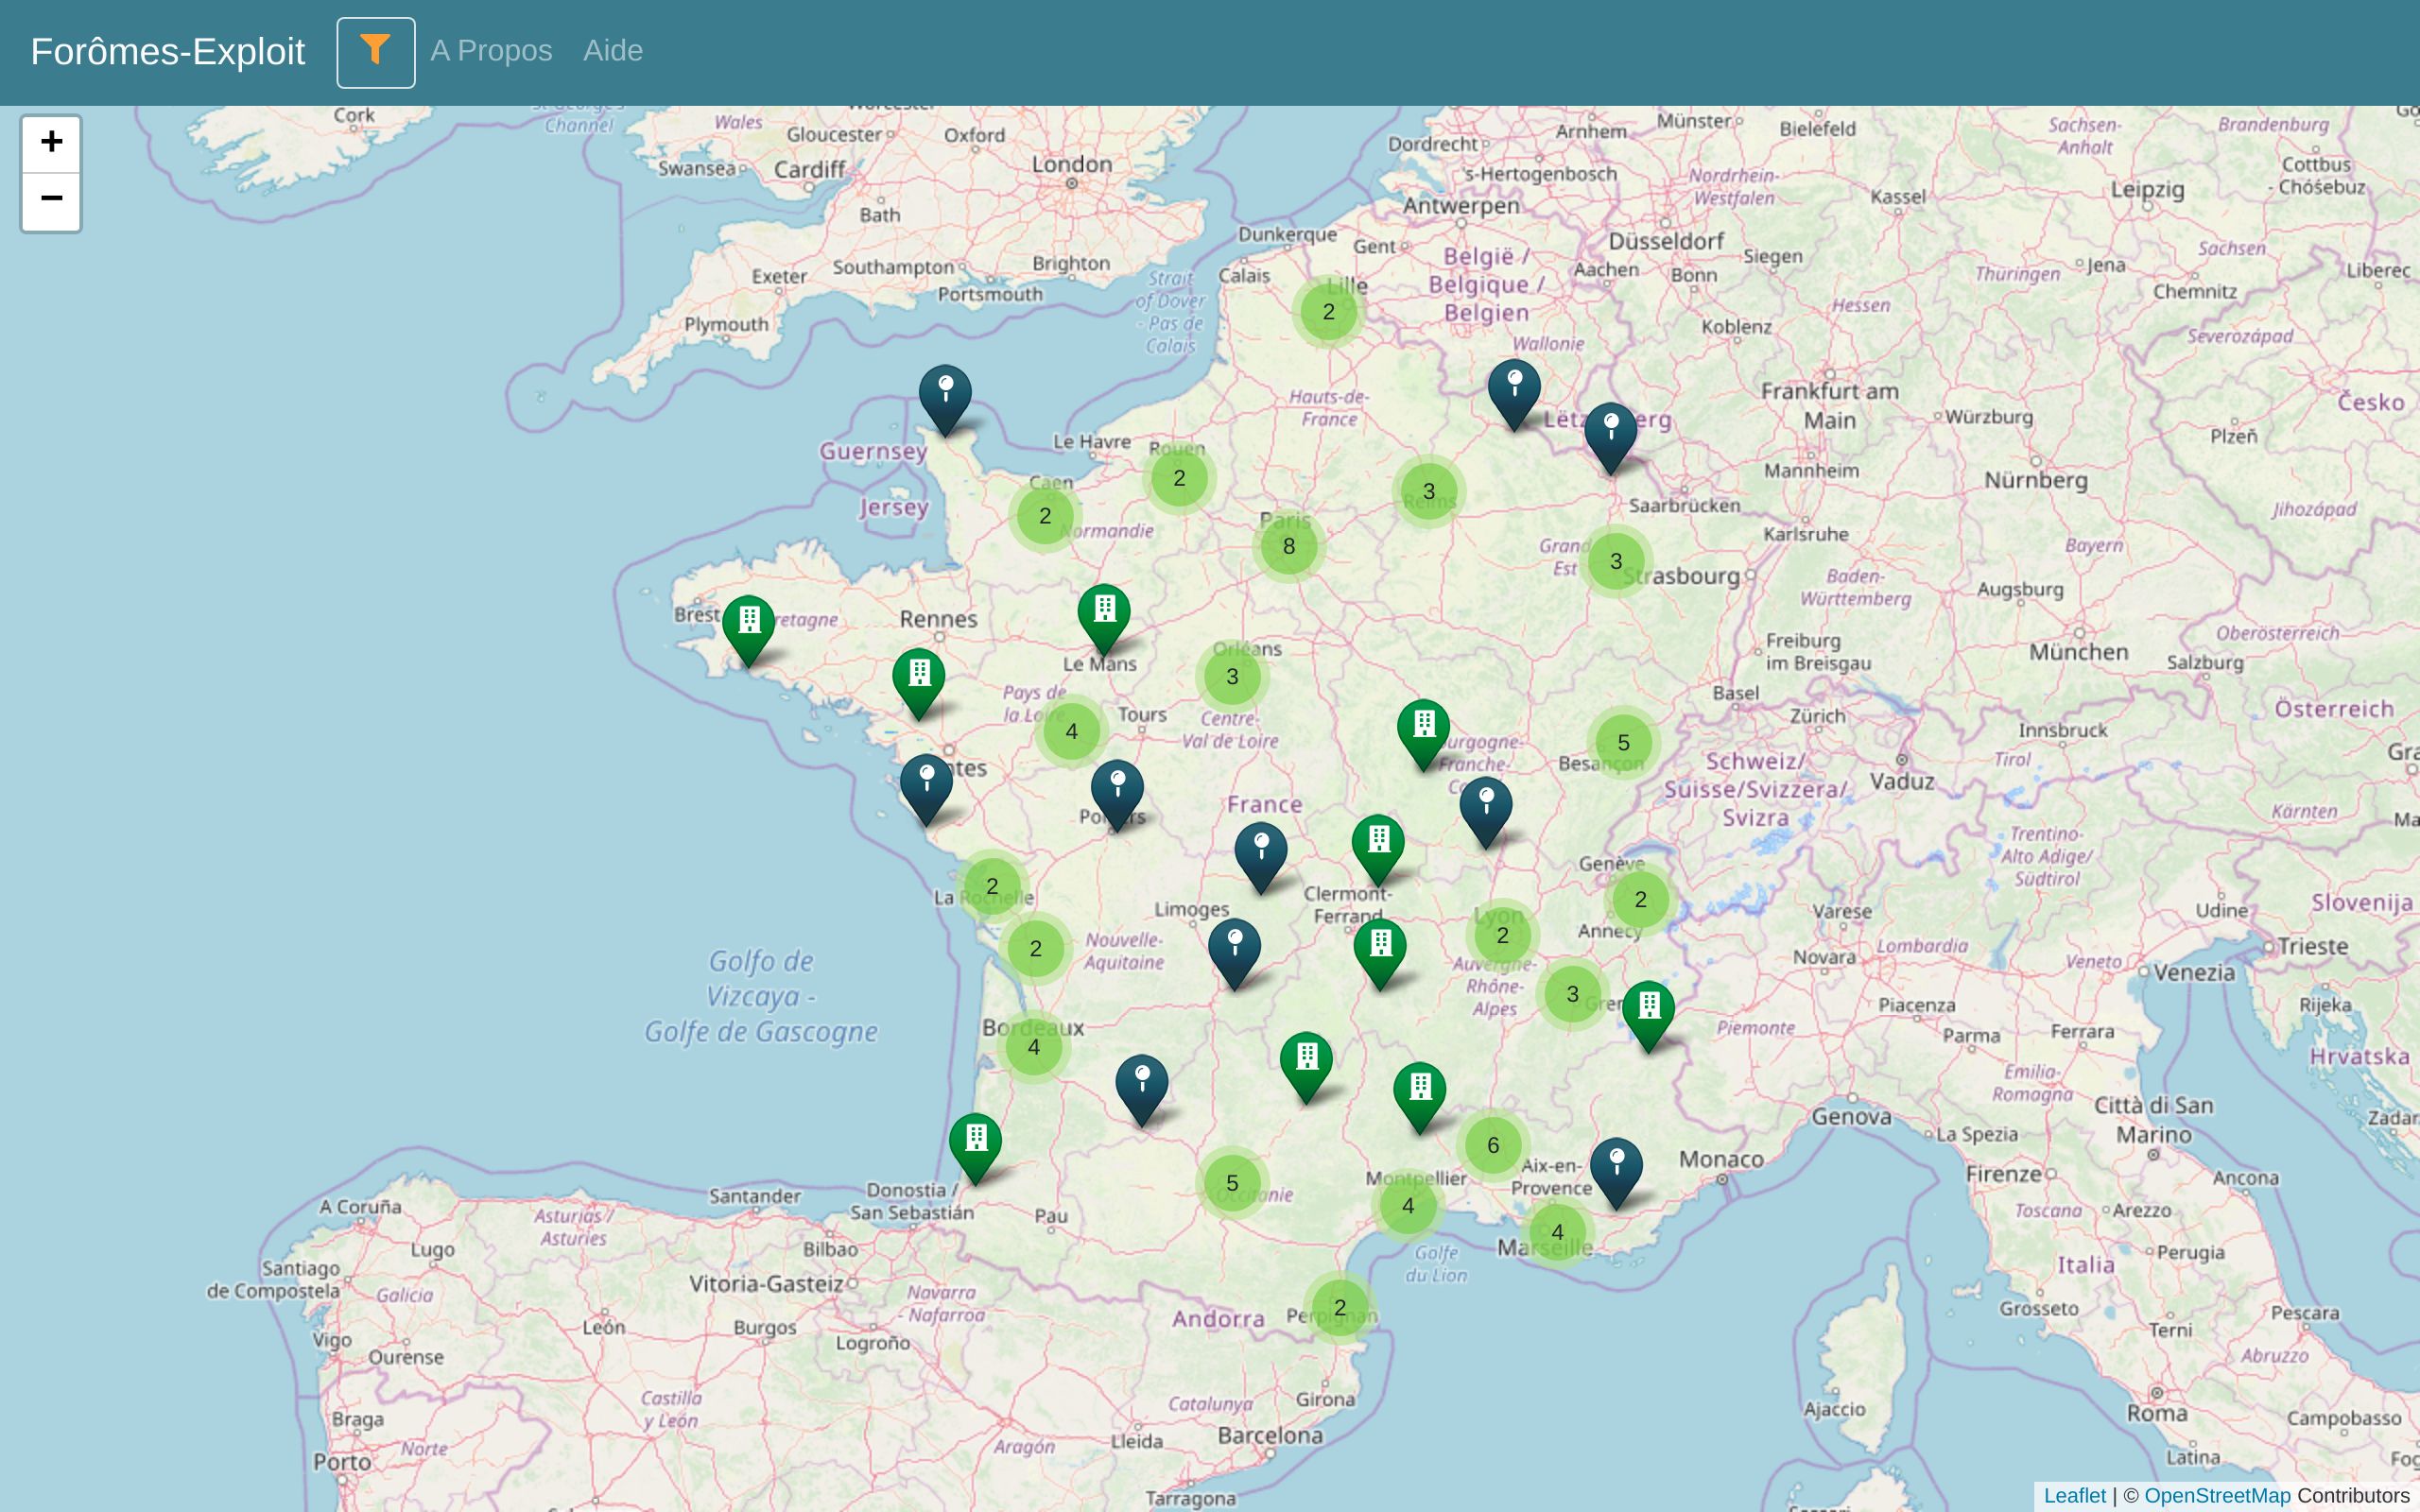 Forômes-Exploit
A Propos
Aide
+
−
Cork
Channel
Wales
Gloucester
Oxford
Swansea
Cardiff
London
Bath
Dordrecht
Arnhem
Münster
Bielefeld
Sachsen-
Anhalt
Brandenburg
's-Hertogenbosch
Nordrhein-
Westfalen
Kassel
Leipzig
Cottbus
- Chóśebuz
Antwerpen
Dunkerque
Gent
Düsseldorf
Siegen
Sachsen
Exeter
Southampton
Brighton
Portsmouth
Plymouth
Strait
of Dover
- Pas de
Calais
Calais
Lille
2
België /
Belgique /
Belgien
Aachen
Bonn
Thüringen
Jena
Chemnitz
Liberec
Hessen
Koblenz
Wallonie
Severozápad
Hauts-de-
France
Frankfurt am
Main
Würzburg
Česko
Plzeň
Guernsey
Jersey
Le Havre
Rouen
2
Caen
2
Normandie
Paris
8
3
Reims
Saarbrücken
Mannheim
Nürnberg
Jihozápad
Karlsruhe
Grand
Est
3
Strasbourg
Baden-
Württemberg
Bayern
Augsburg
Brest
Rennes
Le Mans
Orléans
3
Freiburg
im Breisgau
München
Oberösterreich
Salzburg
Pays de
la Loire
4
Tours
Centre-
Val de Loire
Basel
Zürich
Innsbruck
Tirol
Österreich
5
Besançon
Schweiz/
Suisse/Svizzera/
Svizra
Vaduz
Kärnten
France
Trentino-
Alto Adige/
Südtirol
Genève
2
Annecy
La Rochelle
2
Limoges
Clermont-
Ferrand
Lyon
2
Varese
Udine
Slovenija
Nouvelle-
Aquitaine
2
Auvergne-
Rhône-
Alpes
3
Novara
Lombardia
Veneto
Trieste
Venezia
Golfo de
Vizcaya -
Golfe de Gascogne
Bordeaux
4
Piacenza
Piemonte
Parma
Ferrara
Rijeka
Hrvatska
Emilia-
Romagna
Genova
Città di San
Marino
La Spezia
6
Aix-en-
Provence
Monaco
Firenze
Ancona
5
Occitanie
Montpellier
4
4
Marseille
Golfe
du Lion
Toscana
Arezzo
Perugia
Italia
A Coruña
Asturias /
Asturies
Santander
Donostia /
San Sebastián
Pau
Lugo
Bilbao
Santiago
de Compostela
Galicia
Vitoria-Gasteiz
Navarra
- Nafarroa
Andorra
2
Perpignan
Grosseto
Pescara
Terni
Vigo
Ourense
León
Burgos
Logroño
Abruzzo
Castilla
y León
Catalunya
Girona
Ajaccio
Roma
Campobasso
Braga
Norte
Porto
Aragón
Lleida
Barcelona
Latina
Tarragona
Leaflet | © OpenStreetMap Contributors